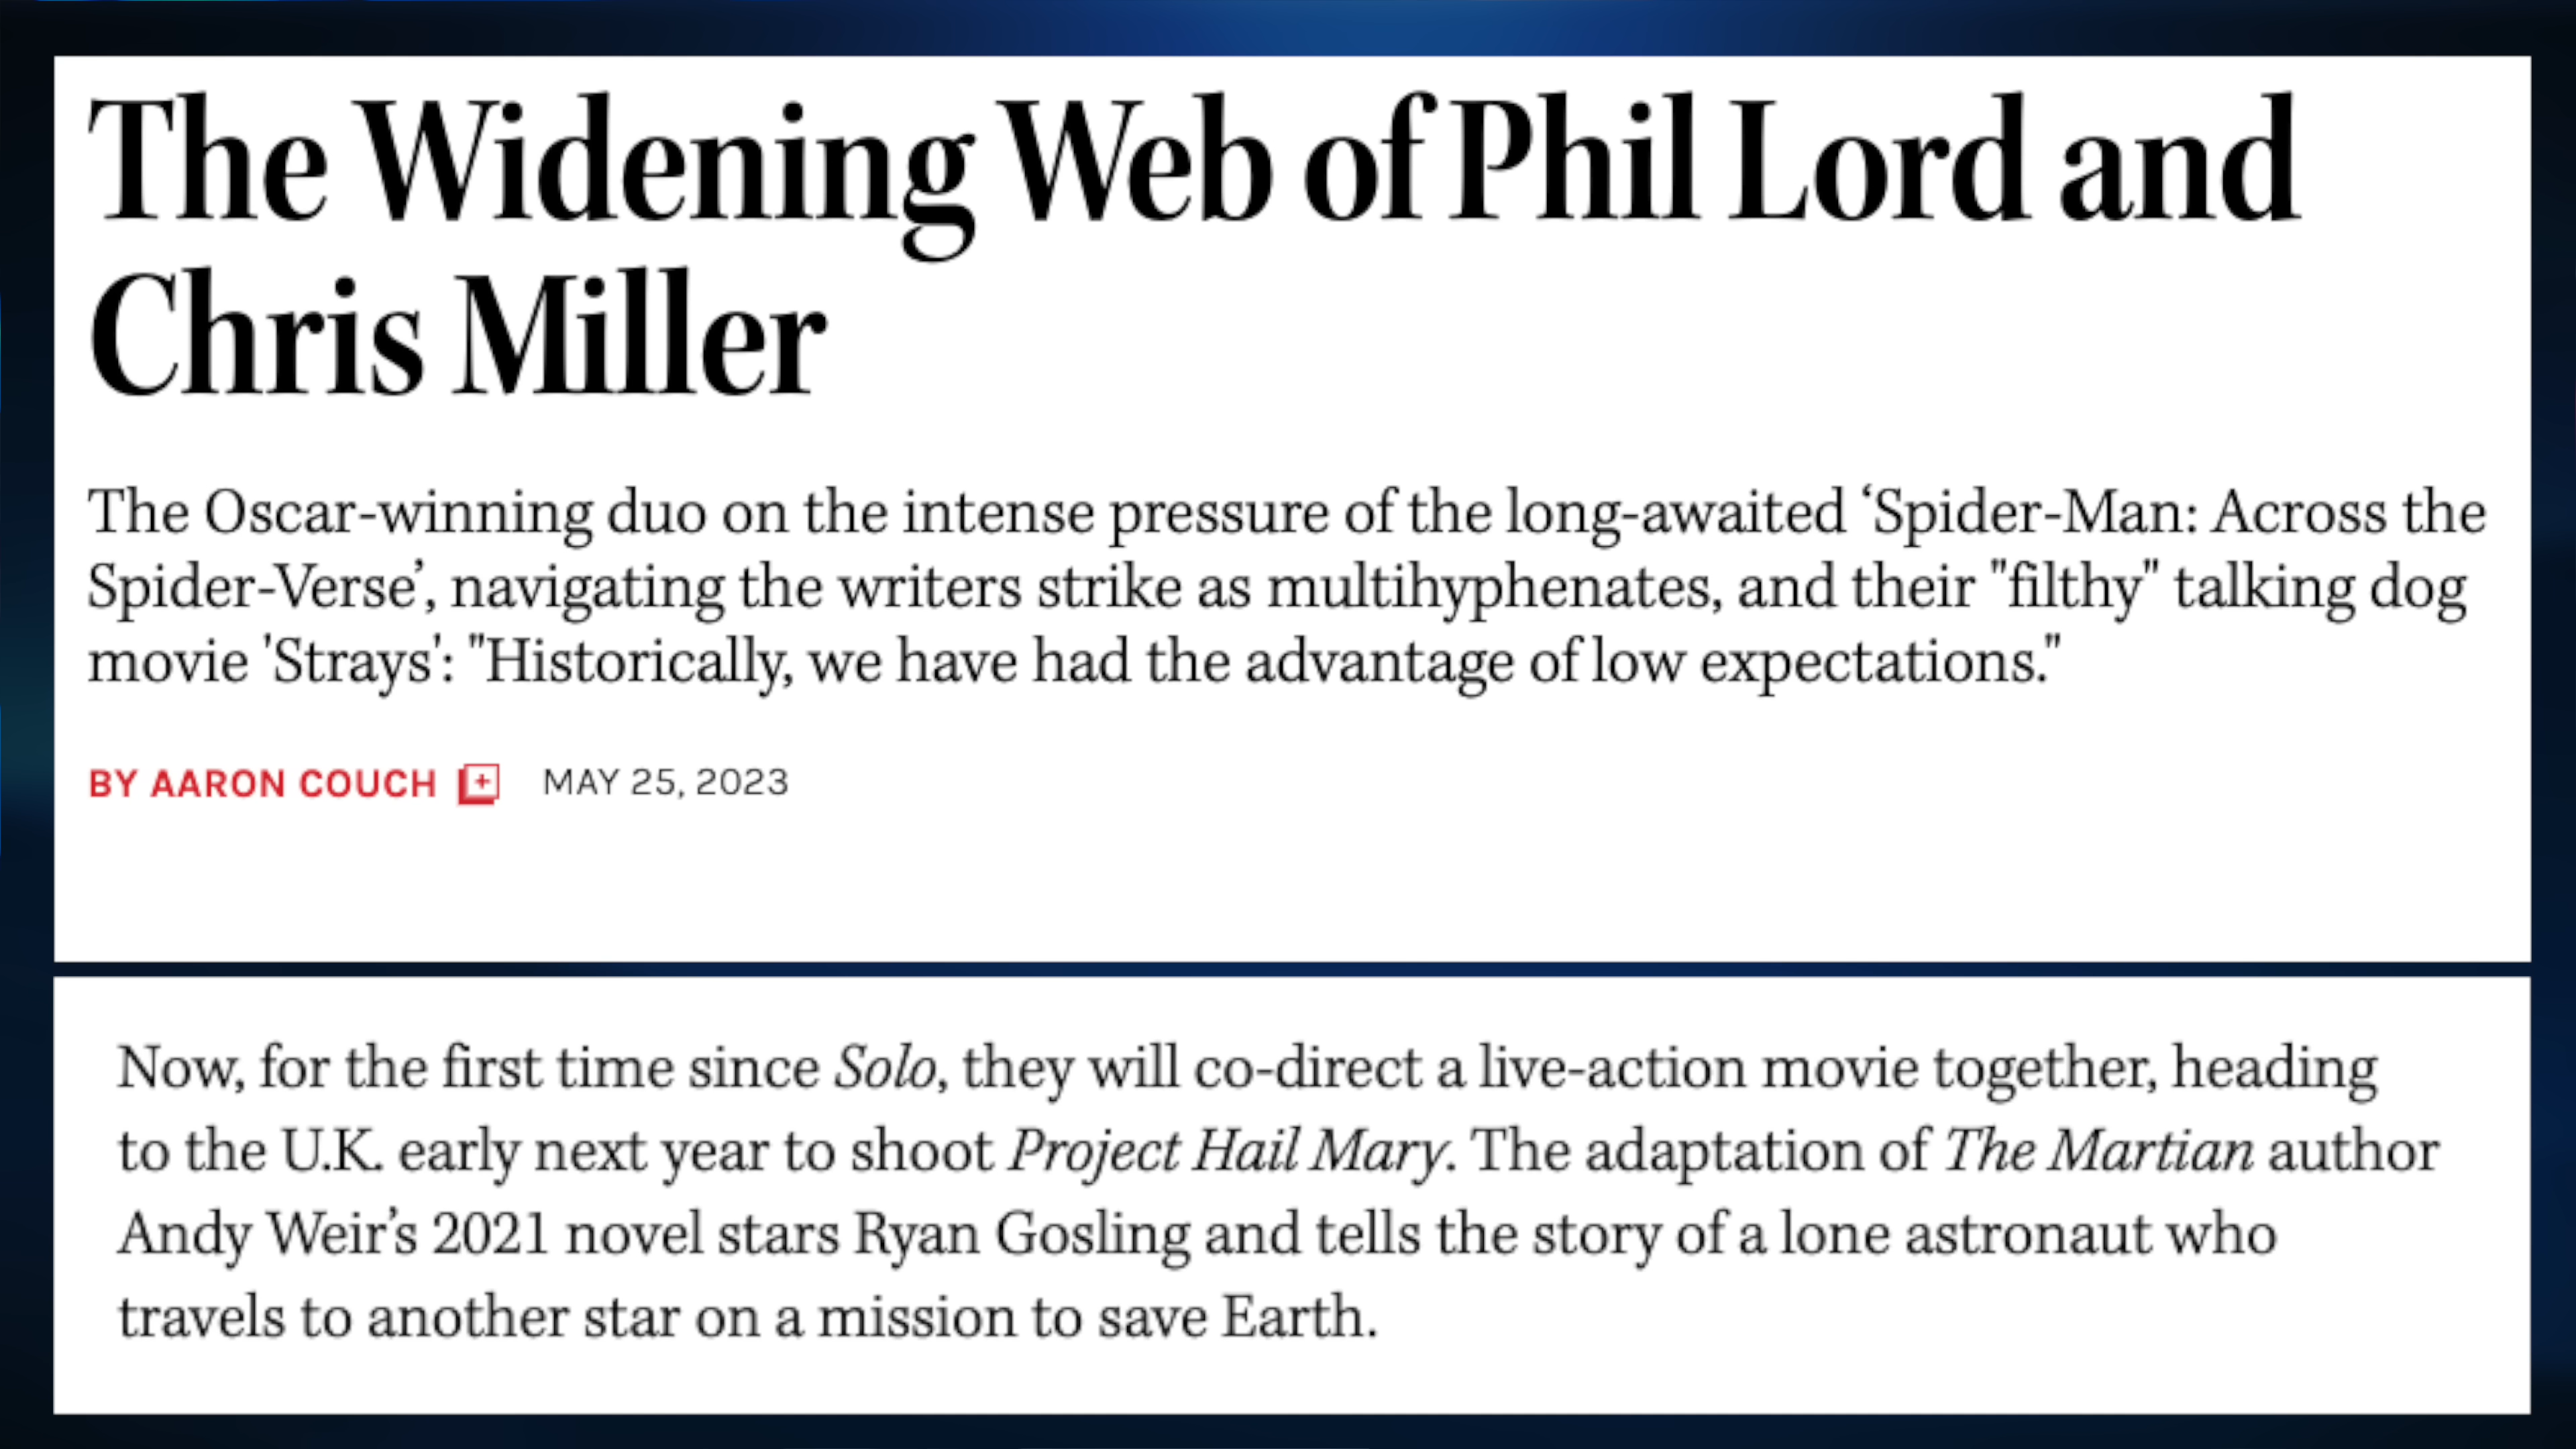 The Widening Web of Phil Lord and
Chris Miller
The Oscar-winning duo on the intense pressure of the long-awaited ‘Spider-Man: Across the
Spider-Verse’, navigating the writers strike as multihyphenates, and their "filthy" talking dog
movie 'Strays': "Historically, we have had the advantage of low expectations."
BY AARON COUCH MAY 25, 2023
Now, for the first time since Solo, they will co-direct a live-action movie together, heading
to the U.K. early next year to shoot Project Hail Mary. The adaptation of The Martian author
Andy Weir’s 2021 novel stars Ryan Gosling and tells the story of a lone astronaut who
travels to another star on a mission to save Earth.